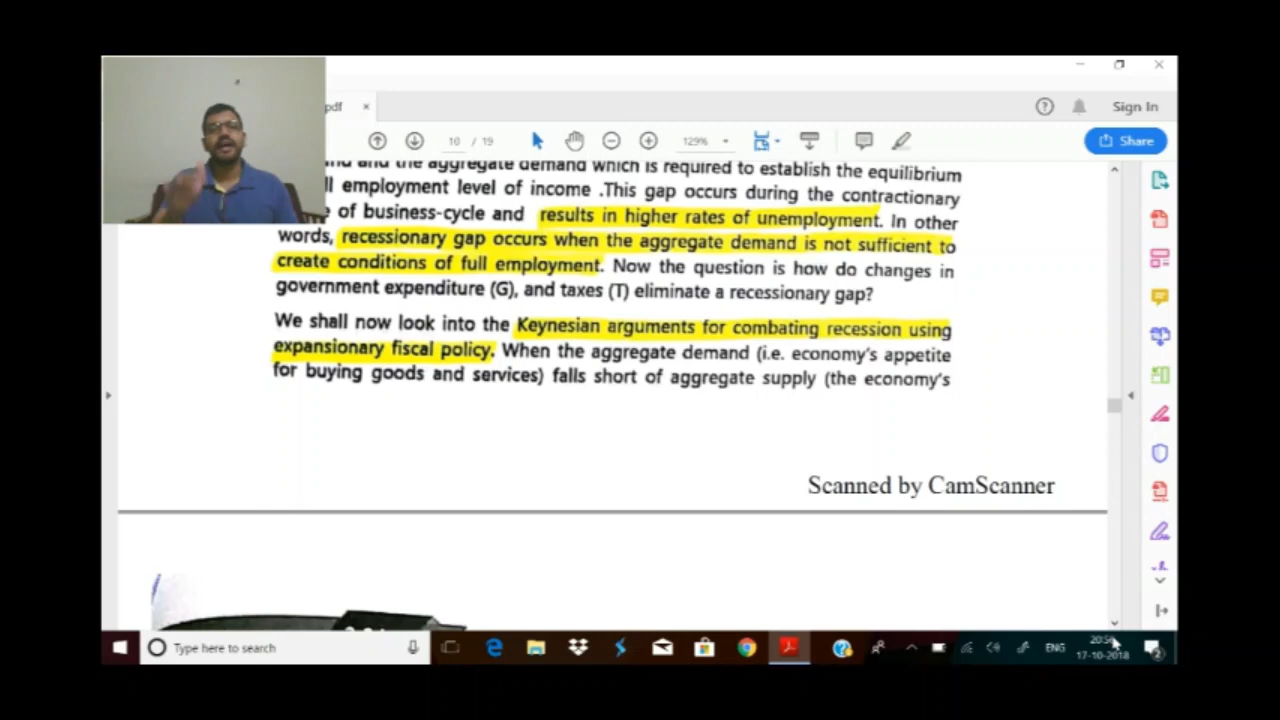 pdf
Sign In
10 / 19
129%
Share
and the aggregate demand which is required to establish the equilibrium
employment level of income .This gap occurs during the contractionary
of business-cycle and results in higher rates of unemployment. In other
words, recessionary gap occurs when the aggregate demand is not sufficient to
create conditions of full employment. Now the question is how do changes in
government expenditure (G), and taxes (T) eliminate a recessionary gap?
We shall now look into the Keynesian arguments for combating recession using
expansionary fiscal policy. When the aggregate demand (i.e. economy's appetite
for buying goods and services) falls short of aggregate supply (the economy's
Scanned by CamScanner
Type here to search
ENG
17-10-2018
2